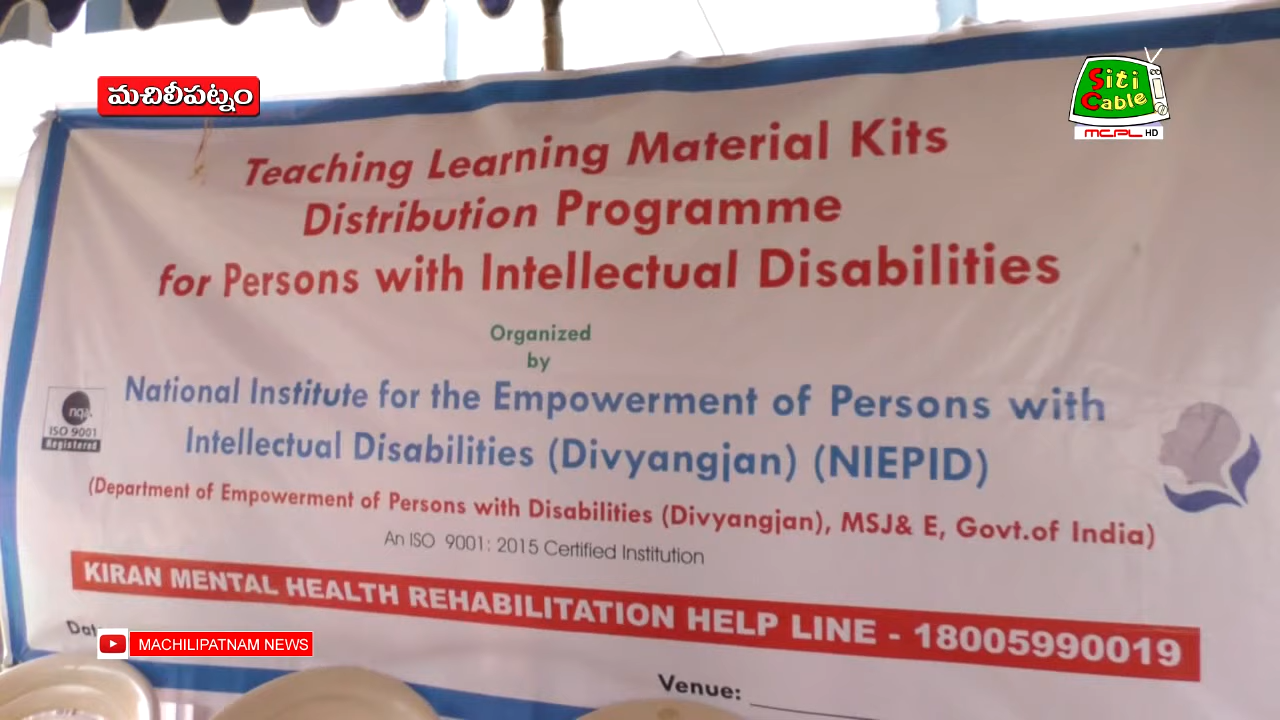 మచిలీపట్నం
Siti
Cable
MCPL HD
Teaching Learning Material Kits
Distribution Programme
for Persons with Intellectual Disabilities
Organized
by
National Institute for the Empowerment of Persons with
Intellectual Disabilities (Divyangjan) (NIEPID)
nqa.
ISO 9001
Registered
(Department of Empowerment of Persons with Disabilities (Divyangjan), MSJ& E, Govt.of India)
An ISO 9001: 2015 Certified Institution
KIRAN MENTAL HEALTH REHABILITATION HELP LINE - 18005990019
MACHILIPATNAM NEWS
Venue: